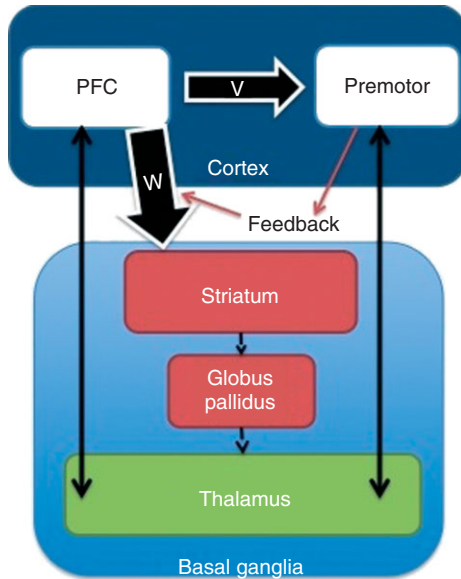 PFC
V
Premotor
W
Cortex
Feedback
Striatum
Globus
pallidus
Thalamus
Basal ganglia